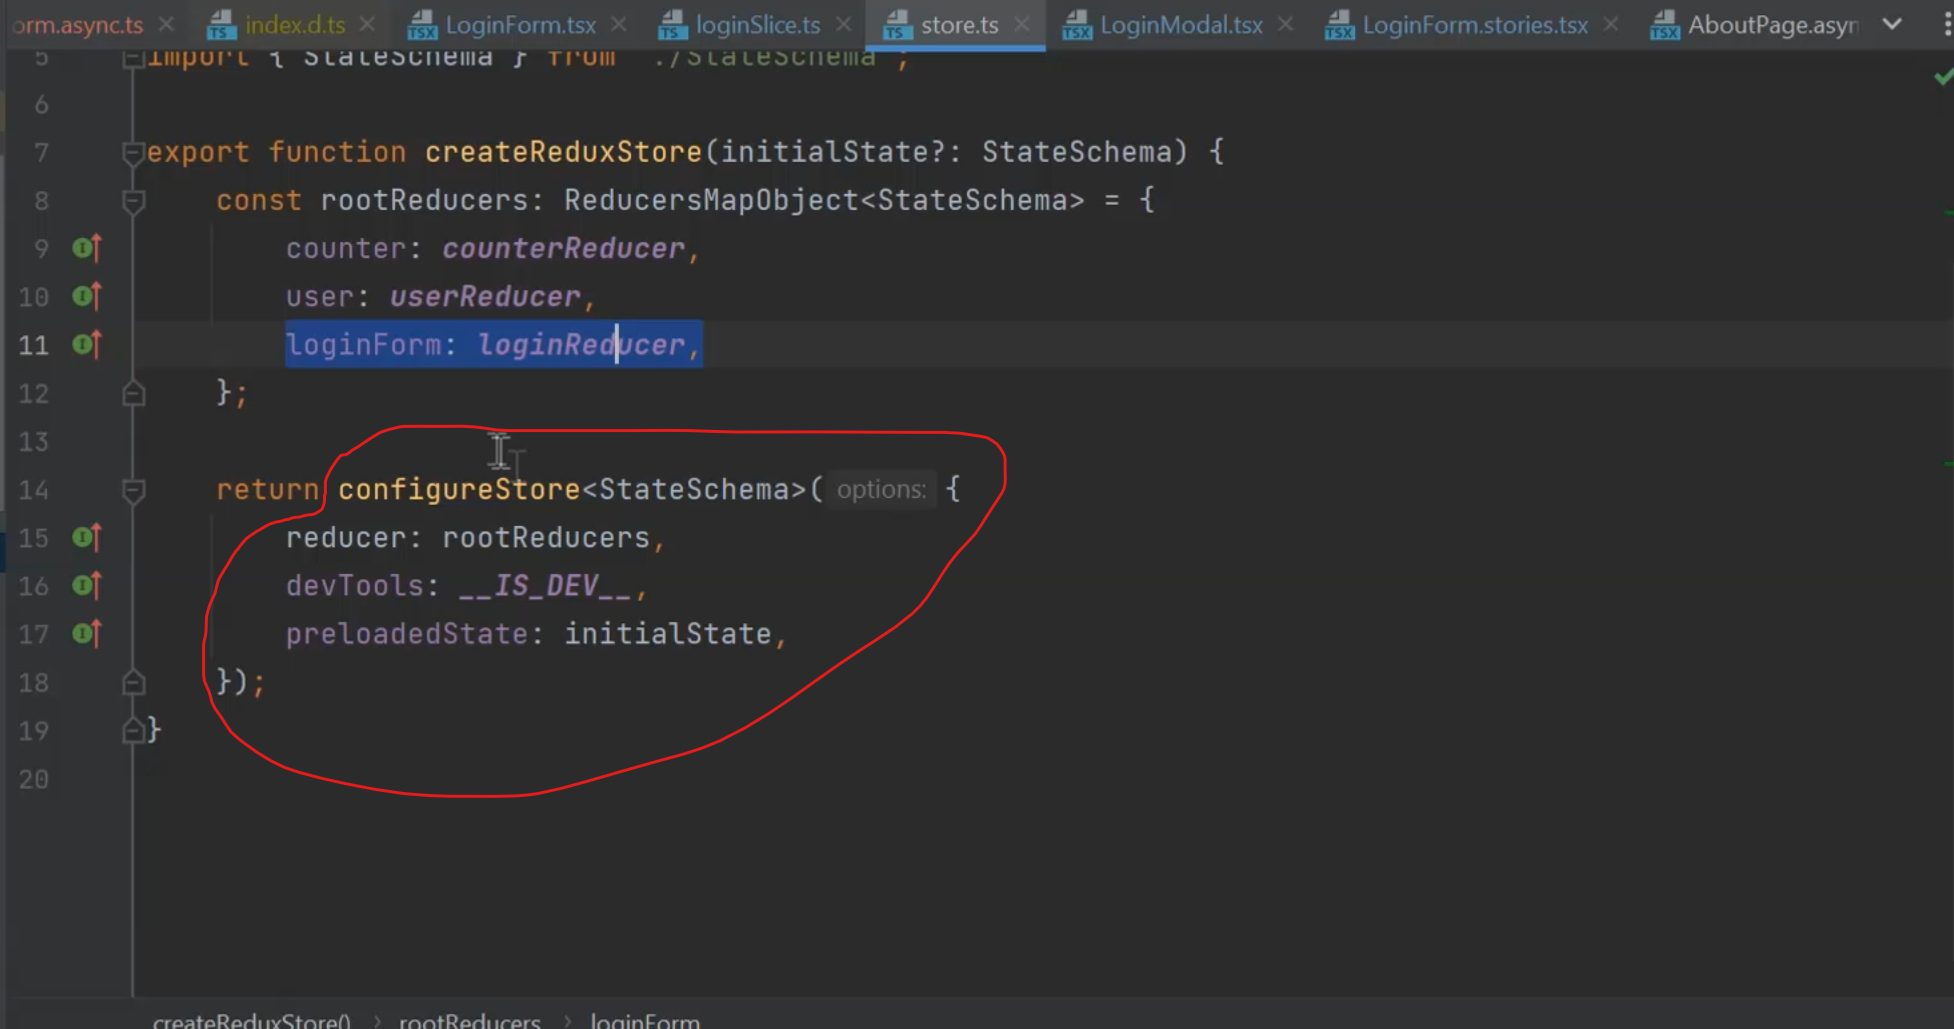 orm.async.ts index.d.ts LoginForm.tsx loginSlice.ts store.ts LoginModal.tsx LoginForm.stories.tsx AboutPage.asyn
5 import { StateSchema } from './StateSchema';
6
7 export function createReduxStore(initialState?: StateSchema) {
8 const rootReducers: ReducersMapObject<StateSchema> = {
9 counter: counterReducer,
10 user: userReducer,
11 loginForm: loginReducer,
12 };
13
14 return configureStore<StateSchema>( options: {
15 reducer: rootReducers,
16 devTools: __IS_DEV__,
17 preloadedState: initialState,
18 });
19 }
20
createReduxStore() > rootReducers > loginForm